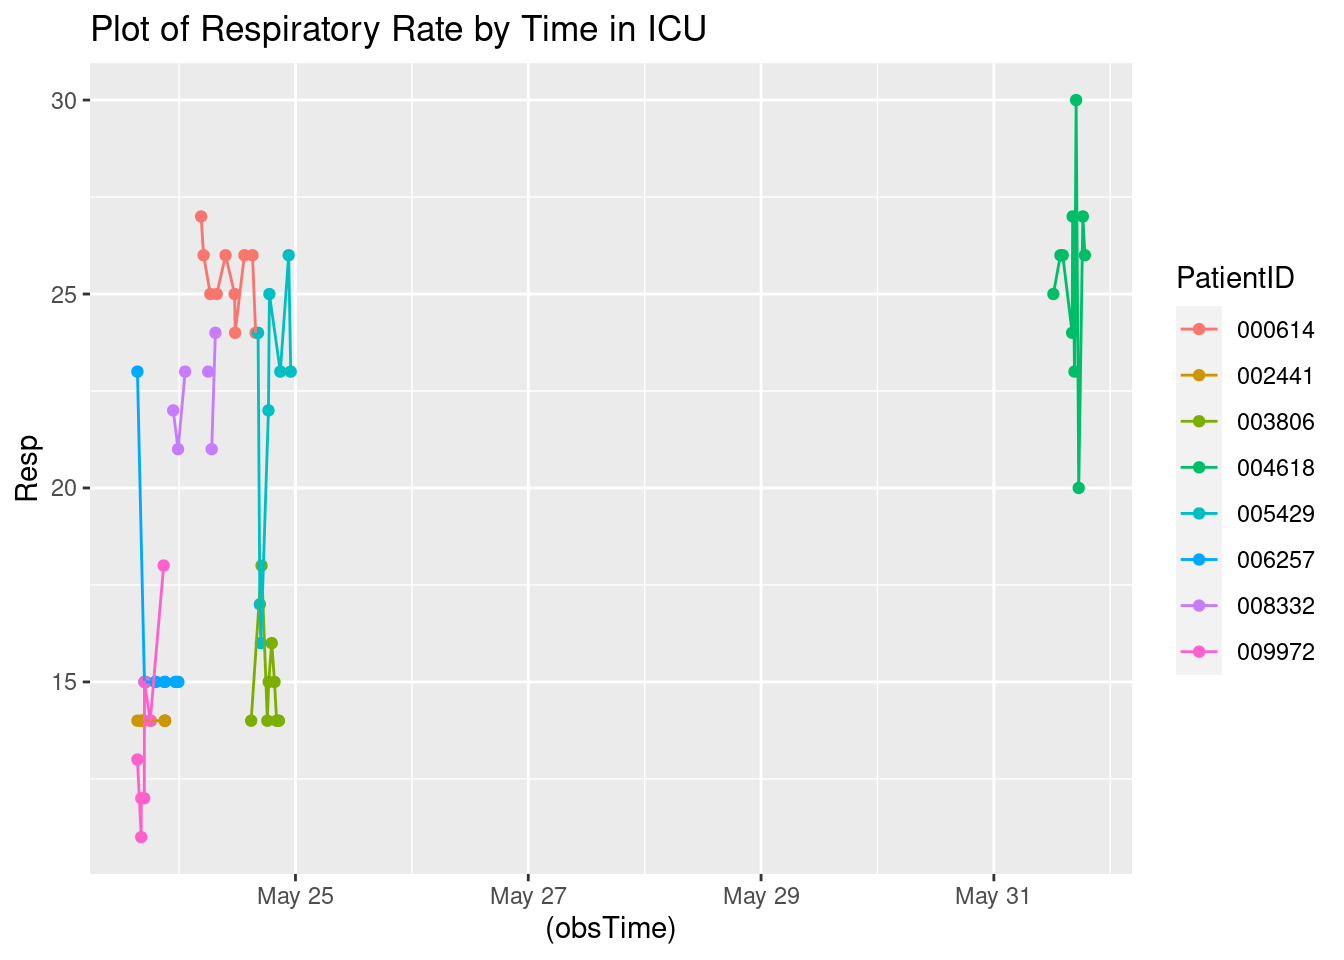 Plot of Respiratory Rate by Time in ICU
30
25
20
15
Resp
May 25
May 27
May 29
May 31
(obsTime)
PatientID
000614
002441
003806
004618
005429
006257
008332
009972